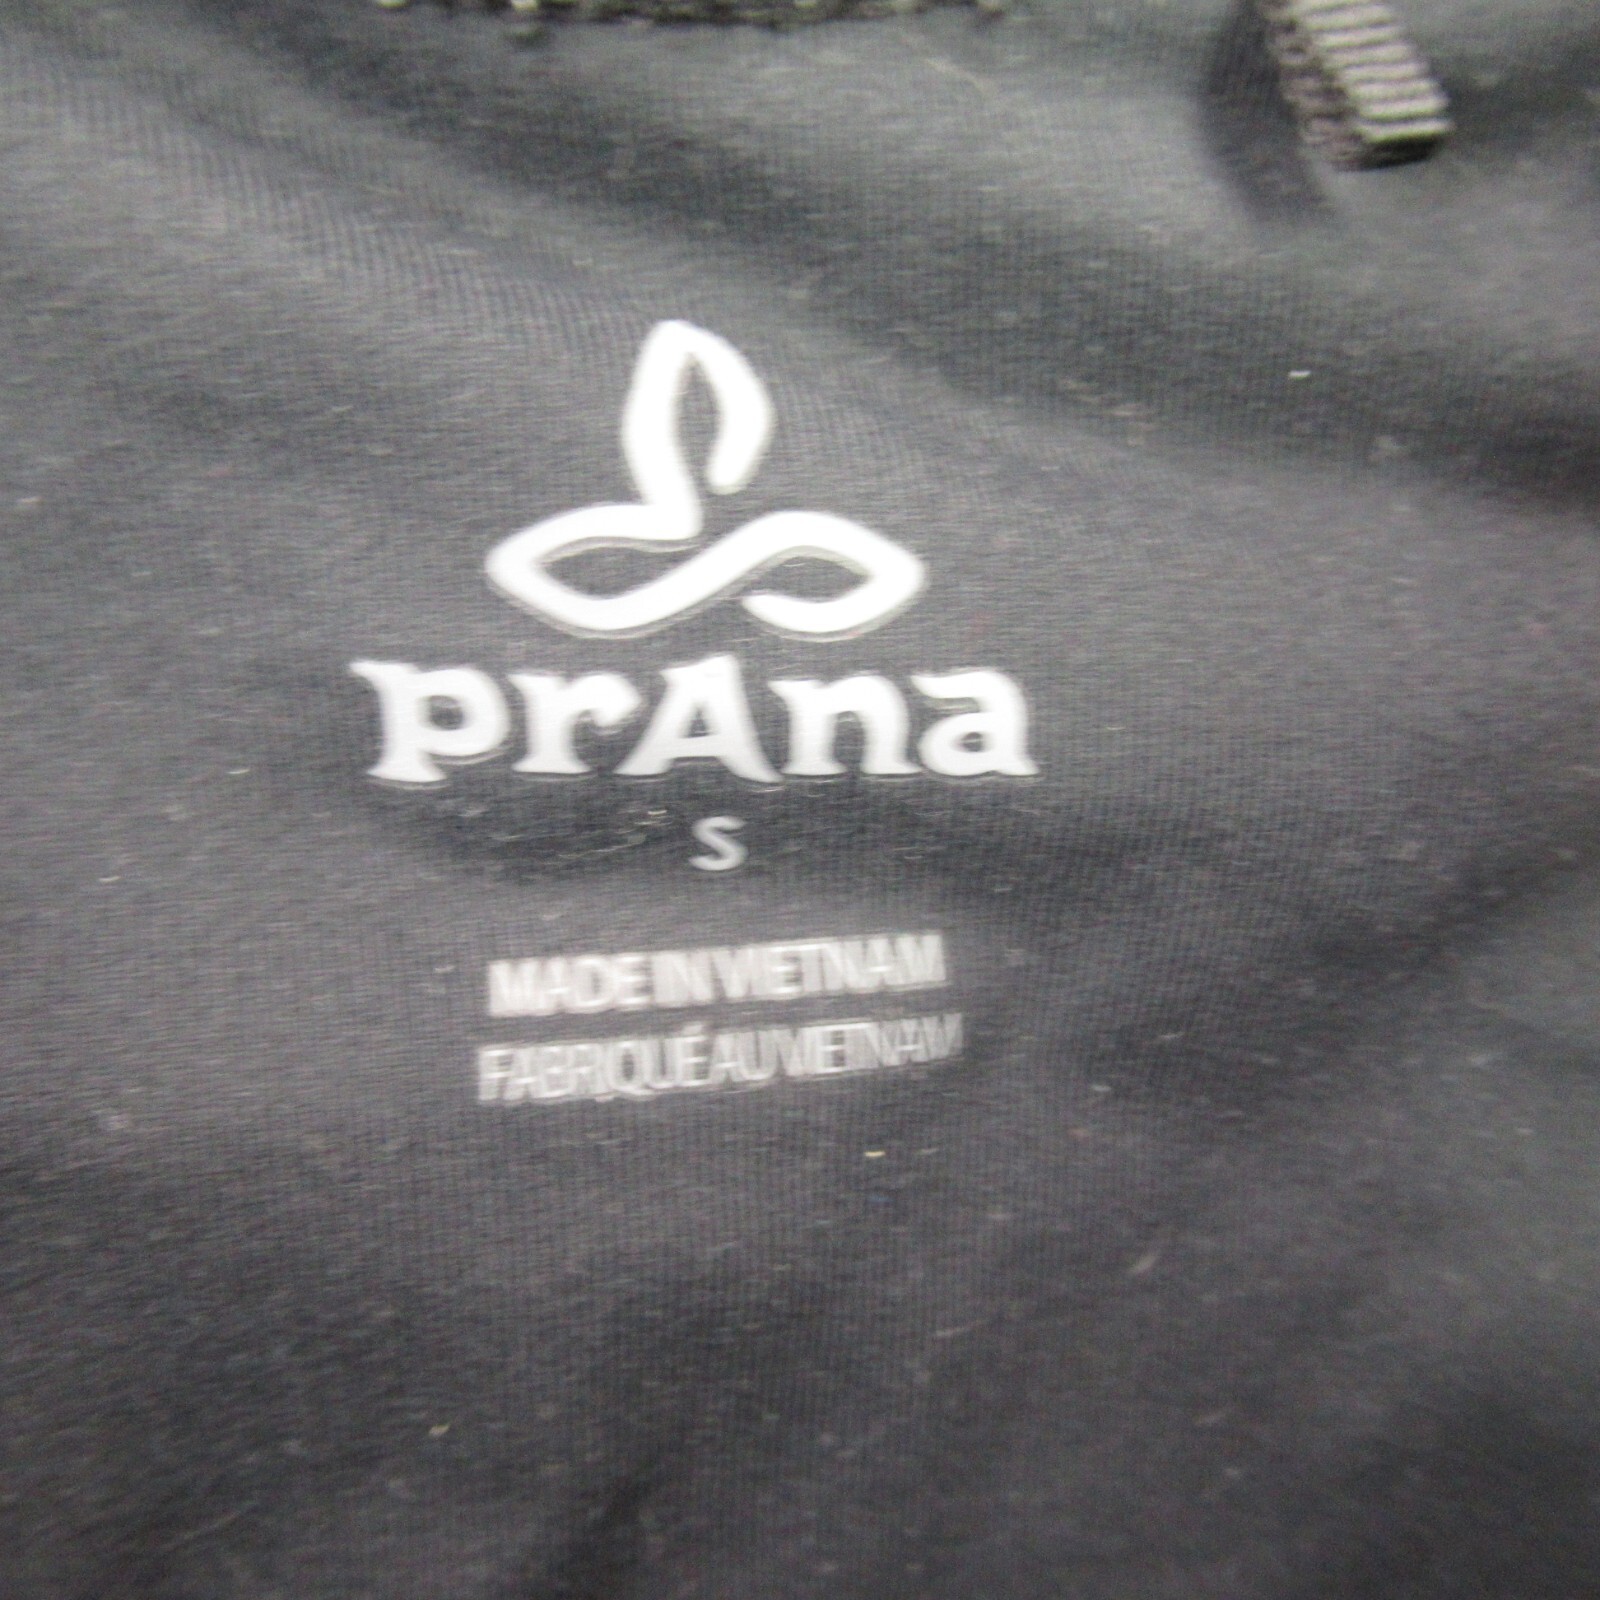 prAna
S
MADE IN VIETNAM
FABRIQUÉ AU VIETNAM